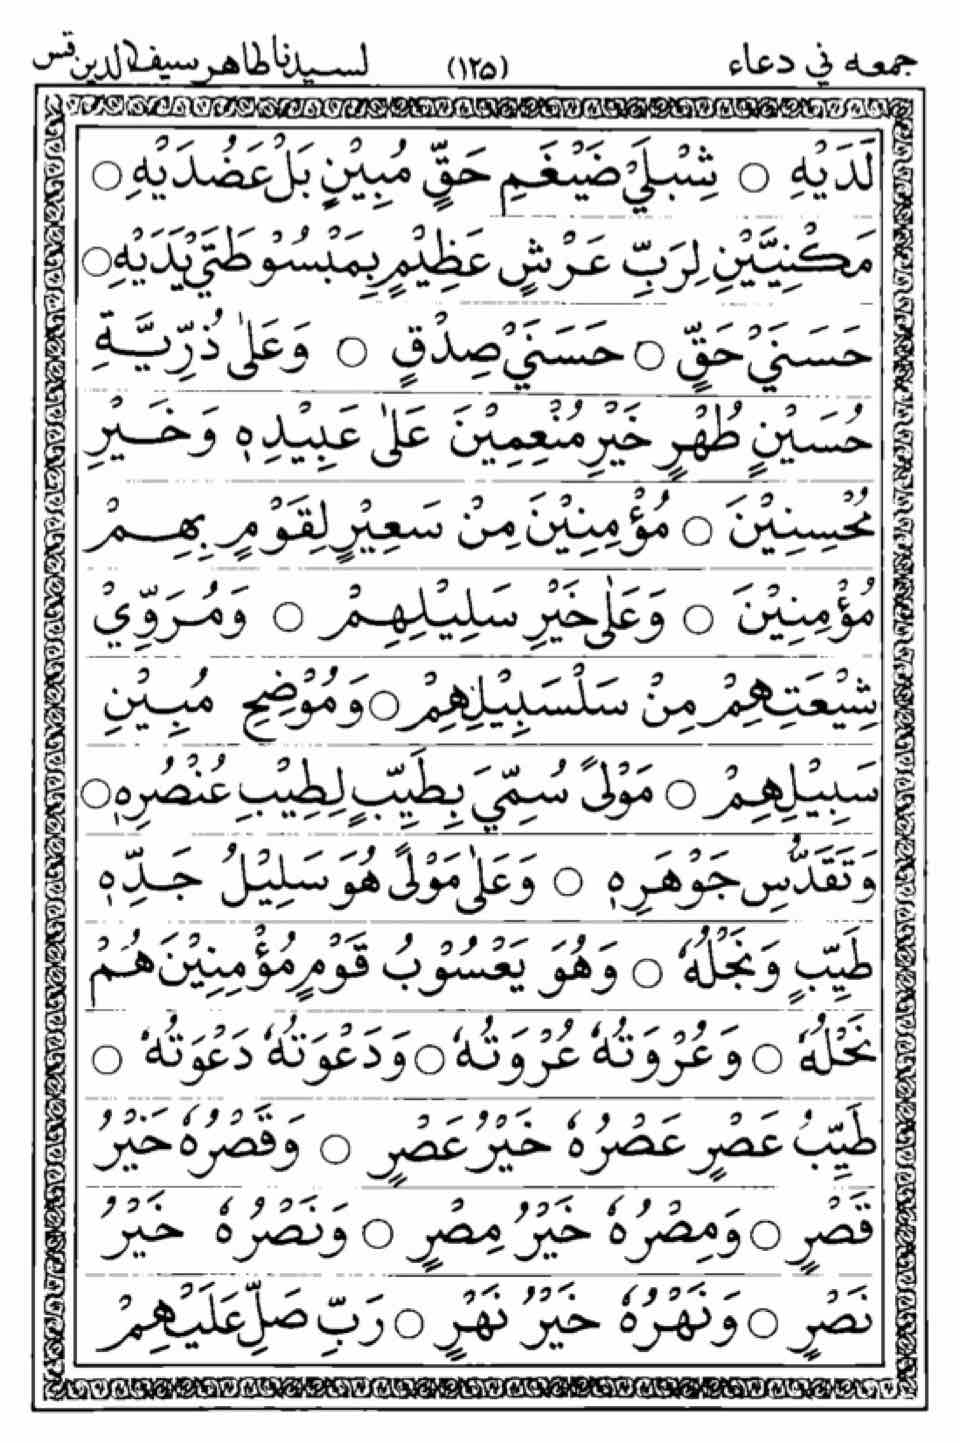 جمعه ني دعاء (١٢٥) لسيدنا طاهر سيف الدين قس
لَدَيْهِ ○ شِبْلَيْ ضَيْغَمِ حَقٍّ مُبِيْنٍ بَلْ عَضُدَيْهِ ○
مَكْنِيَّيْنِ لِرَبِّ عَرْشٍ عَظِيْمٍ بِمَبْسُوْطَتَيْ يَدَيْهِ ○
حَسَنَيْ حَقٍّ ○ حَسَنَيْ صِدْقٍ ○ وَعَلٰى ذُرِّيَّةِ
حُسَيْنٍ طُهْرٍ خَيْرِ مُنْعِمِيْنَ عَلٰى عَبِيْدِهٖ وَخَيْرِ
مُحْسِنِيْنَ ○ مُؤْمِنِيْنَ مِنْ سَعِيْرٍ لِقَوْمٍ بِهِمْ
مُؤْمِنِيْنَ ○ وَعَلٰى خَيْرِ سَلِيْلِهِمْ ○ وَمُرَوِّيْ
شِيْعَتِهِمْ مِنْ سَلْسَبِيْلِهِمْ ○ وَمُوْضِحِ مُبِيْنِ
سَبِيْلِهِمْ ○ مَوْلًى سُمِّيَ بِطَيِّبٍ لِطِيْبِ عُنْصُرِهٖ ○
وَتَقَدُّسِ جَوْهَرِهٖ ○ وَعَلٰى مَوْلًى هُوَ سَلِيْلُ جَدِّهٖ
طَيِّبٍ وَنَجْلُهٗ ○ وَهُوَ يَعْسُوْبُ قَوْمٍ مُؤْمِنِيْنَ هُمْ
نَحْلُهٗ ○ وَعُرْوَتُهٗ عُرْوَتُهٗ ○ وَدَعْوَتُهٗ دَعْوَتُهٗ ○
طَيِّبُ عَصْرٍ عَصْرُهٗ خَيْرُ عَصْرٍ ○ وَقَصْرُهٗ خَيْرُ
قَصْرٍ ○ وَمِصْرُهٗ خَيْرُ مِصْرٍ ○ وَنَصْرُهٗ خَيْرُ
نَصْرٍ ○ وَنَهْرُهٗ خَيْرُ نَهْرٍ ○ رَبِّ صَلِّ عَلَيْهِمْ